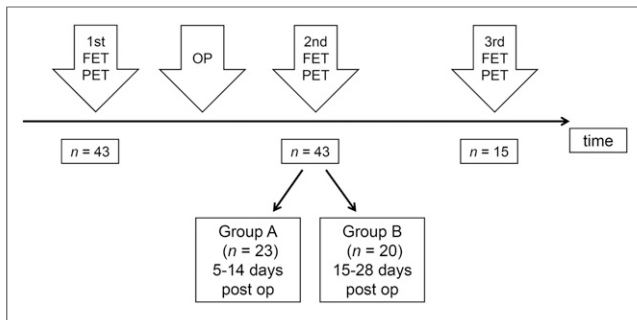 1st
FET
PET
OP
2nd
FET
PET
3rd
FET
PET
n = 43
n = 43
n = 15
time
Group A
(n = 23)
5-14 days
post op
Group B
(n = 20)
15-28 days
post op